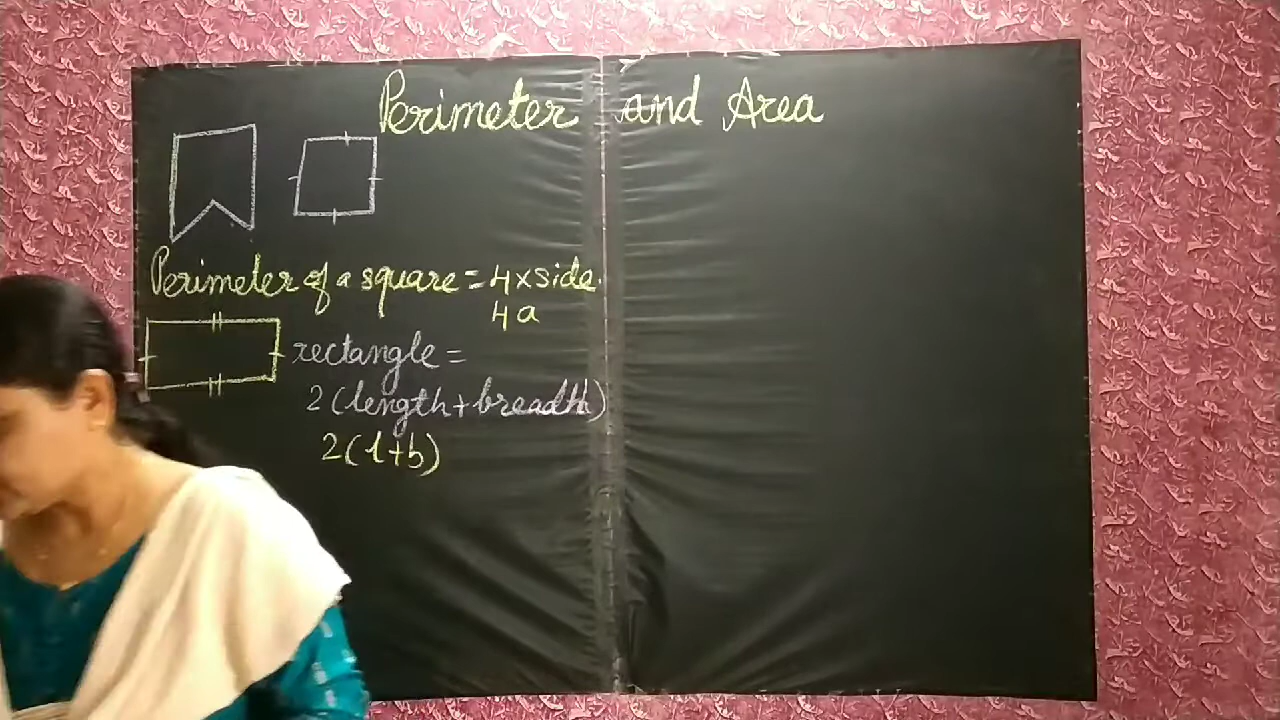 Perimeter and Area
Perimeter of a square = 4×side.
4a
rectangle =
2(length+breadth)
2(l+b)